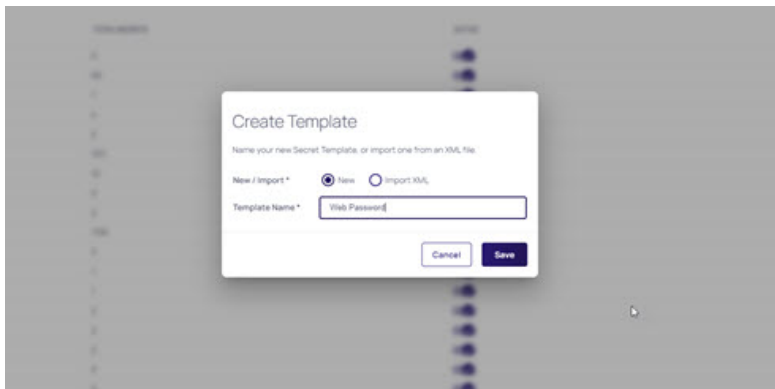 Create Template
Name your new Secret Template, or import one from an XML file.
New / Import * New Import XML
Template Name * Web Password
Cancel Save